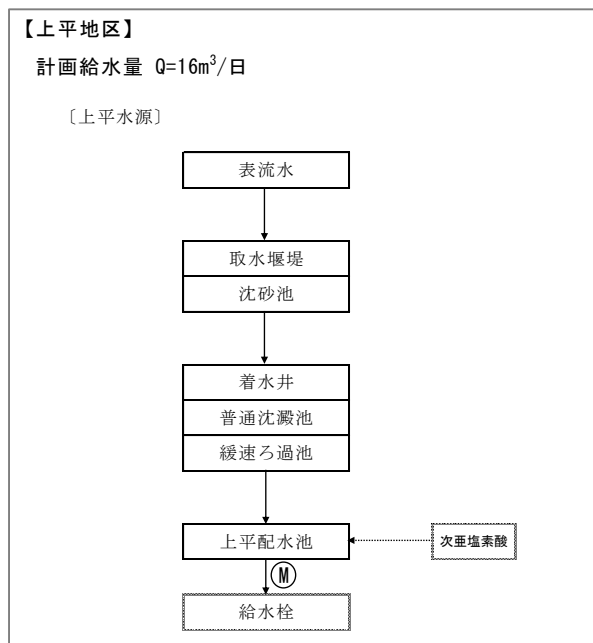 【上平地区】
計画給水量 Q=16m³/日
〔上平水源〕
表流水
取水堰堤
沈砂池
着水井
普通沈澱池
緩速ろ過池
上平配水池
次亜塩素酸
M
給水栓